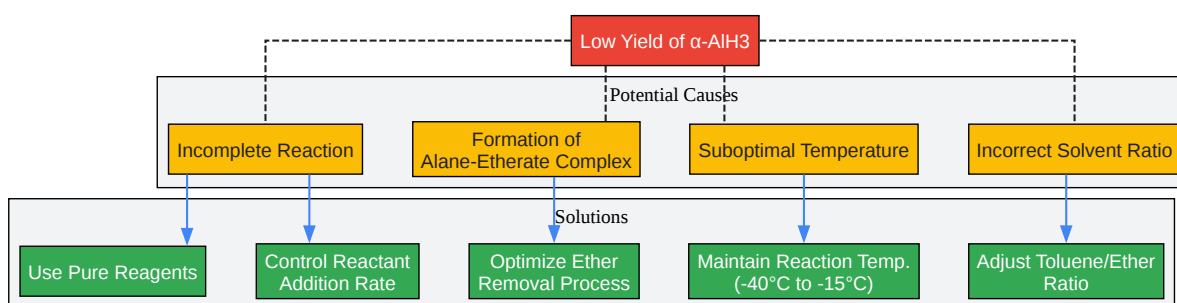 Low Yield of α-AlH3
Potential Causes
Incomplete Reaction
Formation of
Alane-Etherate Complex
Suboptimal Temperature
Incorrect Solvent Ratio
Solutions
Use Pure Reagents
Control Reactant
Addition Rate
Optimize Ether
Removal Process
Maintain Reaction Temp.
(-40°C to -15°C)
Adjust Toluene/Ether
Ratio